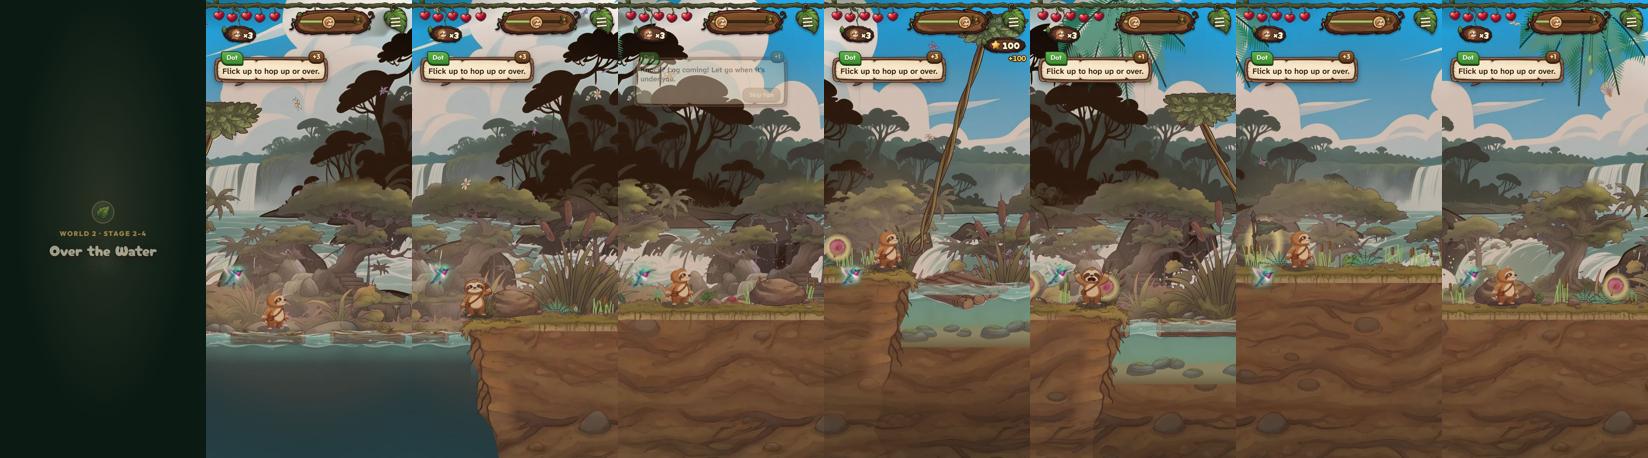 WORLD 2 · STAGE 2-4
Over the Water
×3
Dot
+3
Flick up to hop up or over.
×3
Dot
+3
Flick up to hop up or over.
×3
+1
Log coming! Let go when it's
×3
100
+100
Dot
+3
Flick up to hop up or over.
×3
Dot
+1
Flick up to hop up or over.
×3
Dot
+3
Flick up to hop up or over.
×3
Dot
+1
Flick up to hop up or over.